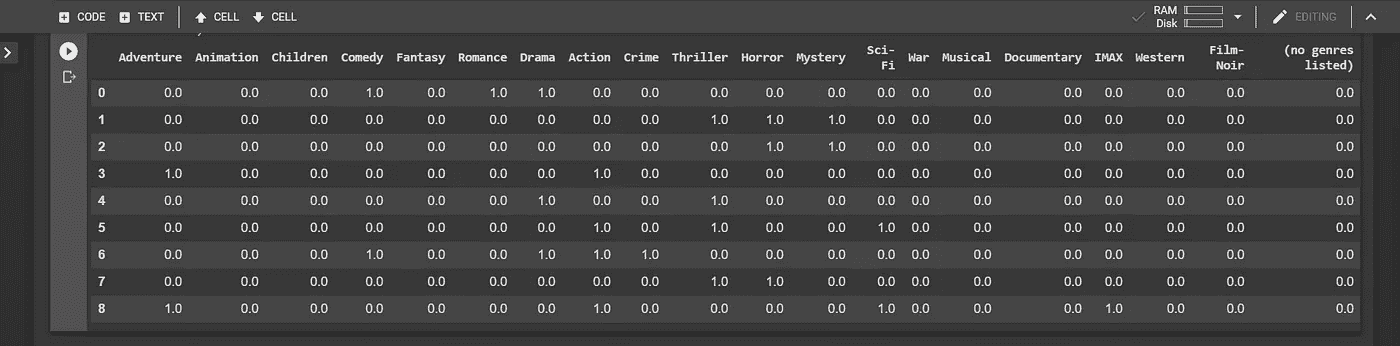 CODE TEXT CELL CELL RAM Disk EDITING
Adventure Animation Children Comedy Fantasy Romance Drama Action Crime Thriller Horror Mystery Sci-Fi War Musical Documentary IMAX Western Film-Noir (no genres listed)
0 0.0 0.0 0.0 1.0 0.0 1.0 1.0 0.0 0.0 0.0 0.0 0.0 0.0 0.0 0.0 0.0 0.0 0.0 0.0 0.0
1 0.0 0.0 0.0 0.0 0.0 0.0 0.0 0.0 0.0 1.0 1.0 1.0 0.0 0.0 0.0 0.0 0.0 0.0 0.0 0.0
2 0.0 0.0 0.0 0.0 0.0 0.0 0.0 0.0 0.0 0.0 1.0 1.0 0.0 0.0 0.0 0.0 0.0 0.0 0.0 0.0
3 1.0 0.0 0.0 0.0 0.0 0.0 0.0 1.0 0.0 0.0 0.0 0.0 0.0 0.0 0.0 0.0 0.0 0.0 0.0 0.0
4 0.0 0.0 0.0 0.0 0.0 0.0 1.0 0.0 0.0 1.0 0.0 0.0 0.0 0.0 0.0 0.0 0.0 0.0 0.0 0.0
5 0.0 0.0 0.0 0.0 0.0 0.0 0.0 1.0 0.0 1.0 0.0 0.0 1.0 0.0 0.0 0.0 0.0 0.0 0.0 0.0
6 0.0 0.0 0.0 1.0 0.0 0.0 1.0 1.0 1.0 0.0 0.0 0.0 0.0 0.0 0.0 0.0 0.0 0.0 0.0 0.0
7 0.0 0.0 0.0 0.0 0.0 0.0 0.0 0.0 0.0 1.0 1.0 0.0 0.0 0.0 0.0 0.0 0.0 0.0 0.0 0.0
8 1.0 0.0 0.0 0.0 0.0 0.0 0.0 1.0 0.0 0.0 0.0 0.0 1.0 0.0 0.0 0.0 1.0 0.0 0.0 0.0